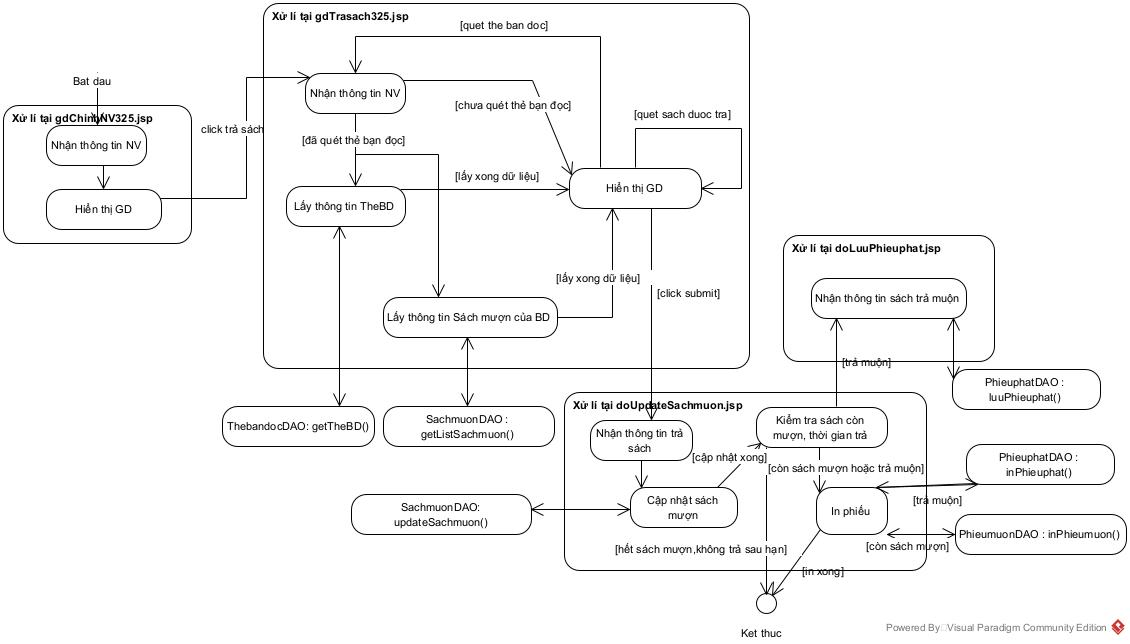 Xử lí tại gdTrasach325.jsp
[quet the ban doc]
Bat dau
Nhận thông tin NV
[chưa quét thẻ bạn đọc]
[quet sach duoc tra]
Nhận thông tin NV
click trả sách
[đã quét thẻ bạn đọc]
[lấy xong dữ liệu]
Hiển thị GD
Hiển thị GD
Lấy thông tin TheBD
Xử lí tại doLuuPhieuphat.jsp
[lấy xong dữ liệu]
[click submit]
Nhận thông tin sách trả muộn
Lấy thông tin Sách mượn của BD
[trả muộn]
PhieuphatDAO :
luuPhieuphat()
Xử lí tại doUpdateSachmuon.jsp
ThebandocDAO: getTheBD()
SachmuonDAO :
getListSachmuon()
Nhận thông tin trả
sách
Kiểm tra sách còn
mượn, thời gian trả
[cập nhật xong]
[còn sách mượn hoặc trả muộn]
PhieuphatDAO :
inPhieuphat()
[trả muộn]
SachmuonDAO:
updateSachmuon()
Cập nhật sách
mượn
In phiếu
PhieumuonDAO : inPhieumuon()
[hết sách mượn,không trả sau hạn]
[còn sách mượn]
[in xong]
Ket thuc
Powered By Visual Paradigm Community Edition